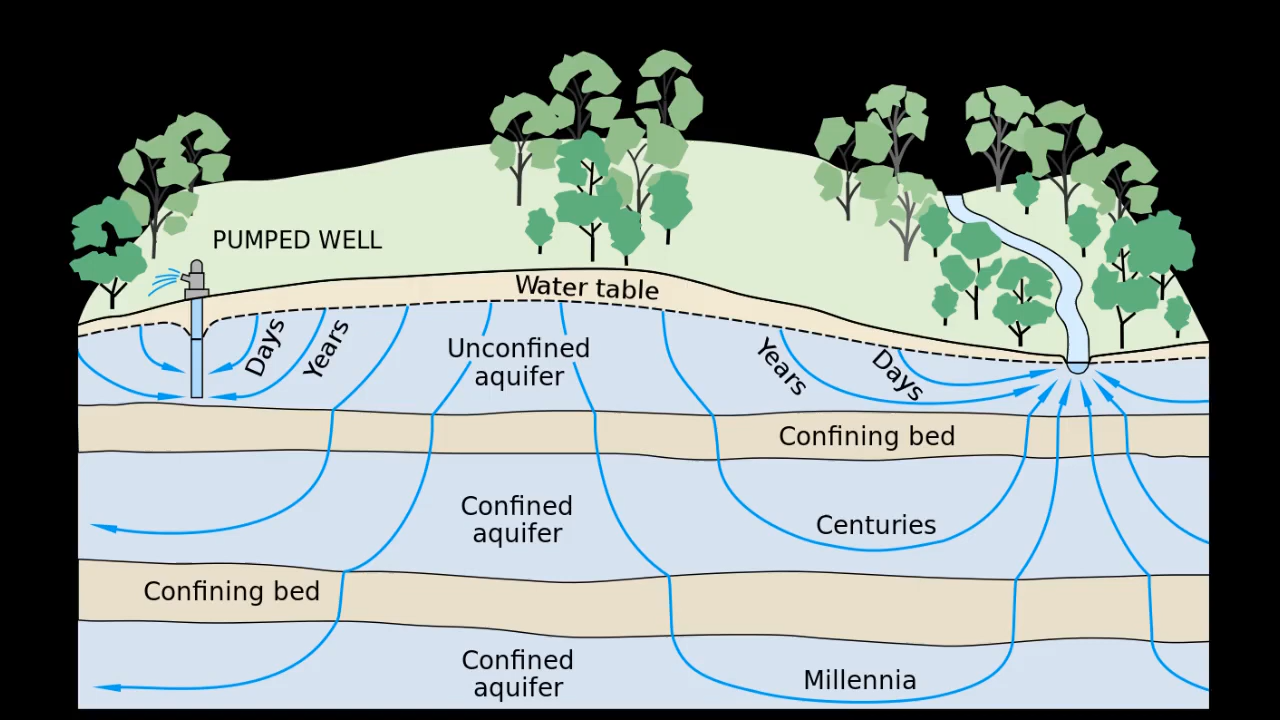 PUMPED WELL
Water table
Days
Years
Unconfined
aquifer
Years
Days
Confining bed
Confined
aquifer
Centuries
Confining bed
Confined
aquifer
Millennia